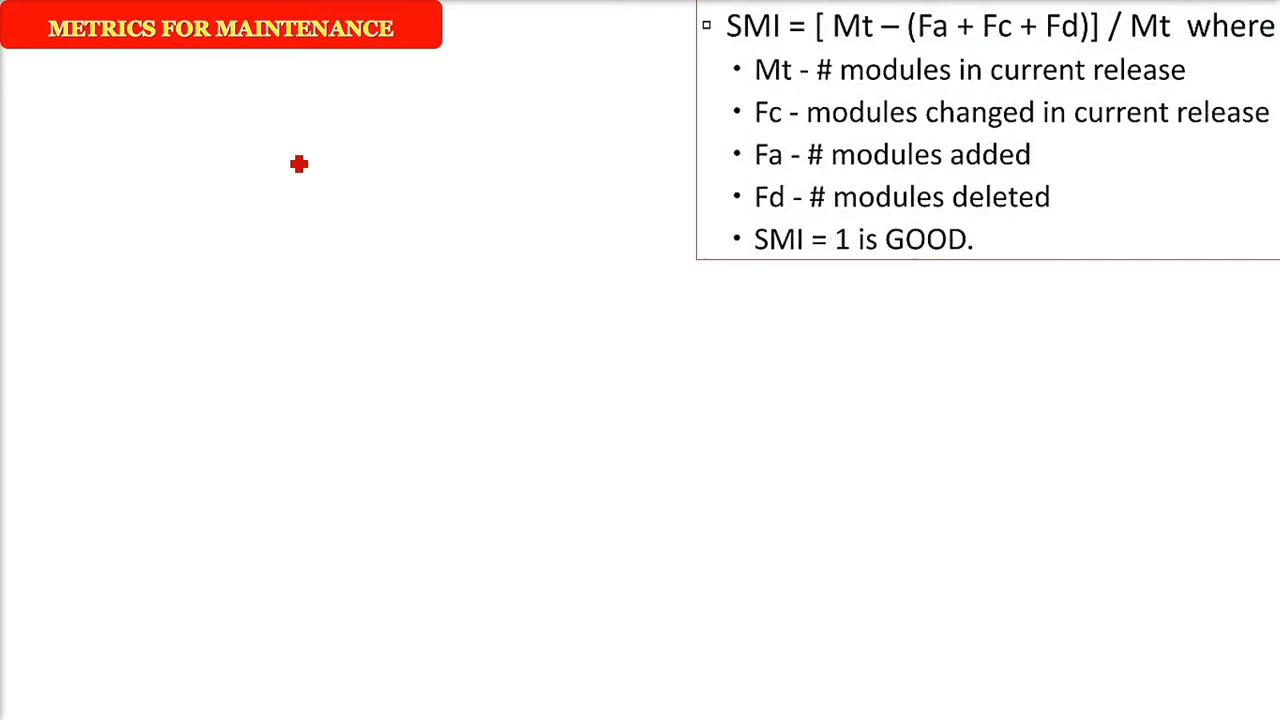 METRICS FOR MAINTENANCE
▫ SMI = [ Mt – (Fa + Fc + Fd)] / Mt where
• Mt - # modules in current release
• Fc - modules changed in current release
• Fa - # modules added
• Fd - # modules deleted
• SMI = 1 is GOOD.